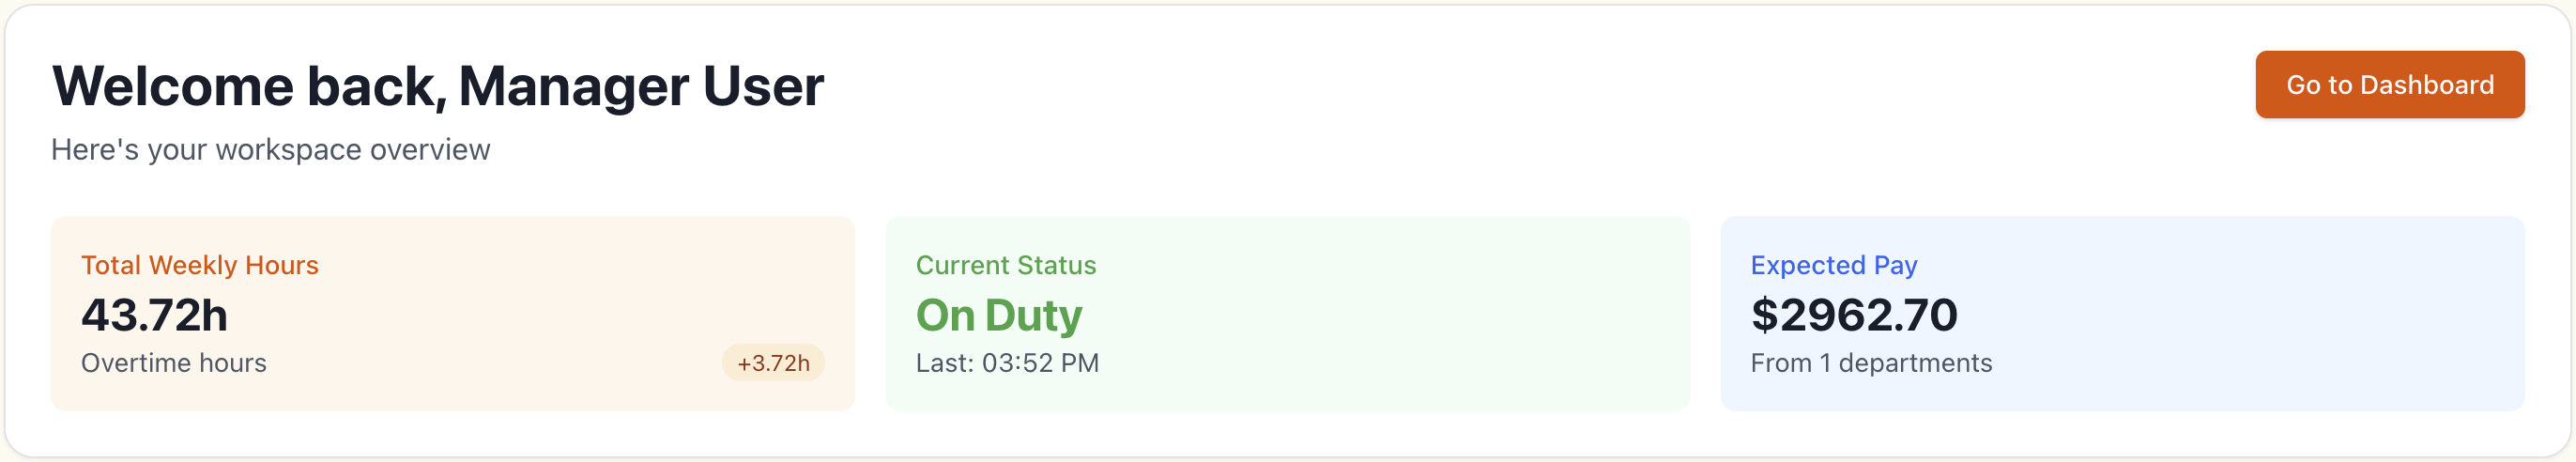 Welcome back, Manager User
Go to Dashboard
Here's your workspace overview
Total Weekly Hours
43.72h
Overtime hours
+3.72h
Current Status
On Duty
Last: 03:52 PM
Expected Pay
$2962.70
From 1 departments